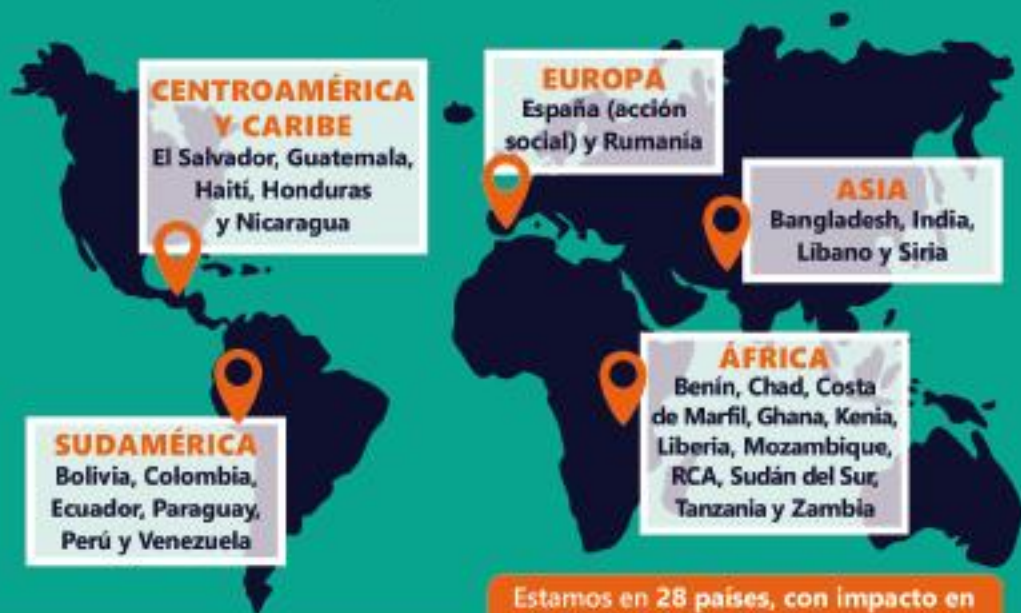 CENTROAMÉRICA
Y CARIBE
El Salvador, Guatemala,
Haití, Honduras
y Nicaragua
EUROPA
España (acción
social) y Rumanía
ASIA
Bangladesh, India,
Líbano y Siria
ÁFRICA
Benín, Chad, Costa
de Marfil, Ghana, Kenia,
Liberia, Mozambique,
RCA, Sudán del Sur,
Tanzania y Zambia
SUDAMÉRICA
Bolivia, Colombia,
Ecuador, Paraguay,
Perú y Venezuela
Estamos en 28 países, con impacto en